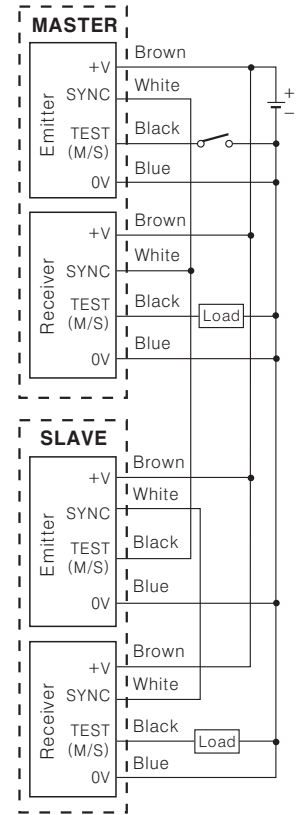 MASTER
Emitter
+V
Brown
SYNC
White
TEST
(M/S)
Black
0V
Blue
+
−
Receiver
+V
Brown
SYNC
White
TEST
(M/S)
Black
Load
0V
Blue
SLAVE
Emitter
+V
Brown
SYNC
White
TEST
(M/S)
Black
0V
Blue
Receiver
+V
Brown
SYNC
White
TEST
(M/S)
Black
Load
0V
Blue